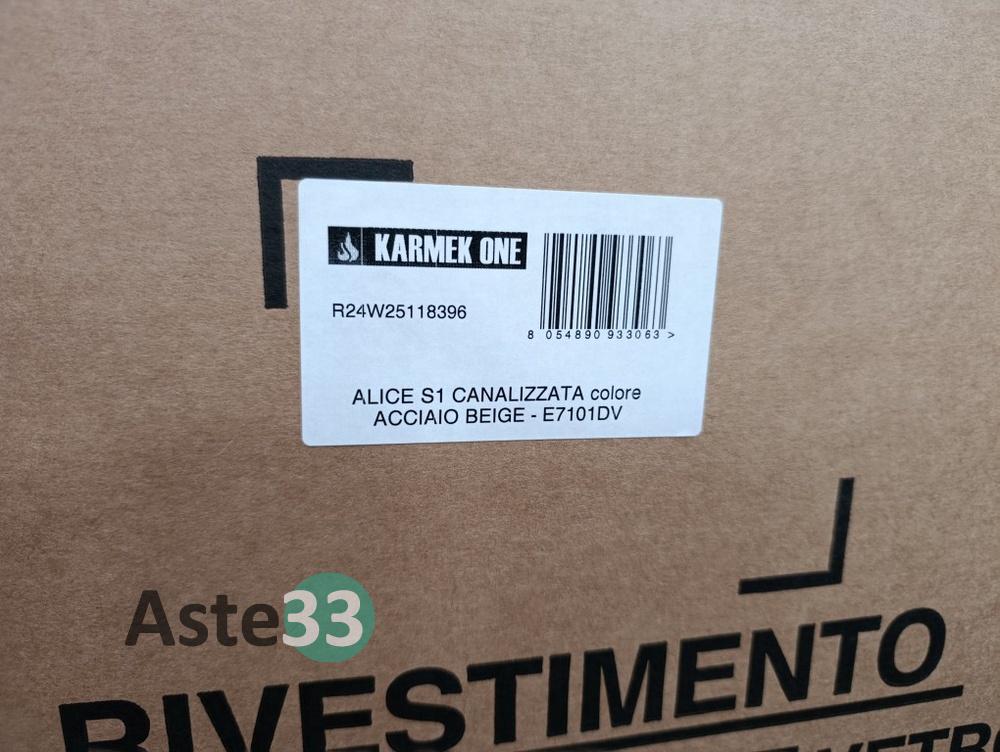 KARMEK ONE
R24W25118396
8 054890 933063 >
ALICE S1 CANALIZZATA colore
ACCIAIO BEIGE - E7101DV
Aste33
RIVESTIMENTO